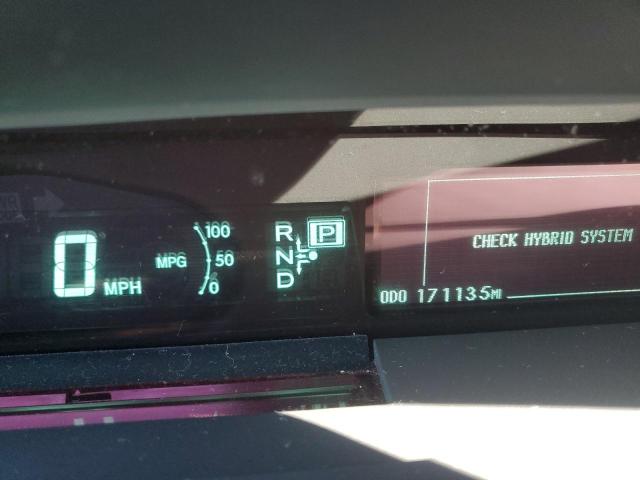 0 MPH
MPG
100
50
0
R
N
D
P
CHECK HYBRID SYSTEM
ODO 171135MI